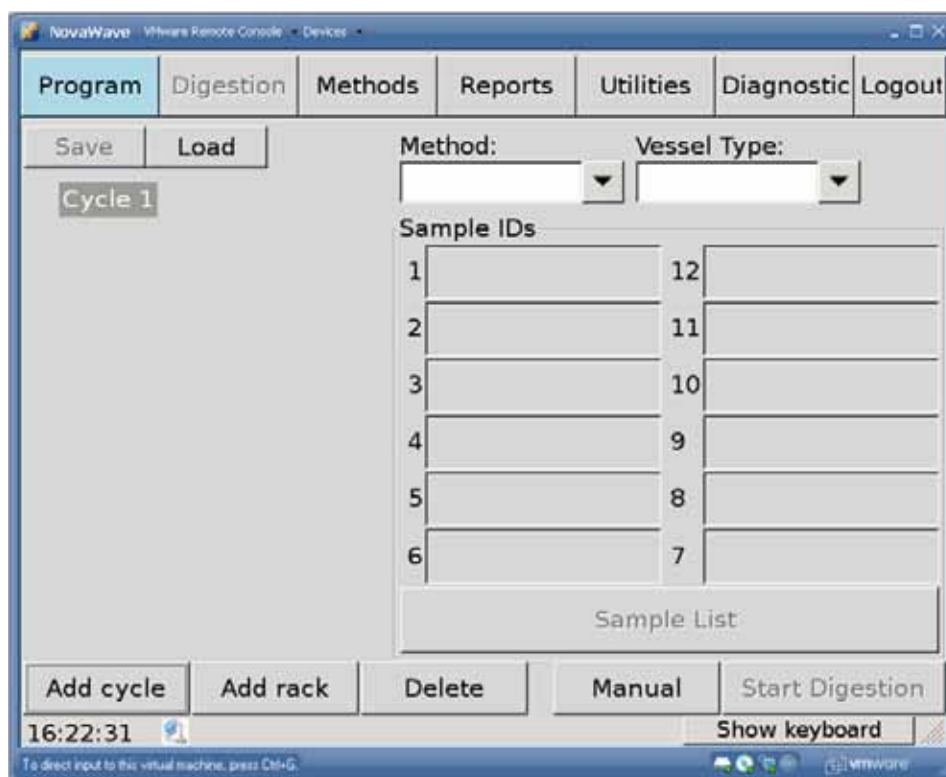 NovaWave VMware Remote Console Devices
Program Digestion Methods Reports Utilities Diagnostic Logout
Save Load Method: Vessel Type:
Cycle 1
Sample IDs
1 12
2 11
3 10
4 9
5 8
6 7
Sample List
Add cycle Add rack Delete Manual Start Digestion
16:22:31 Show keyboard
To direct input to this virtual machine, press Ctrl+G. vmware